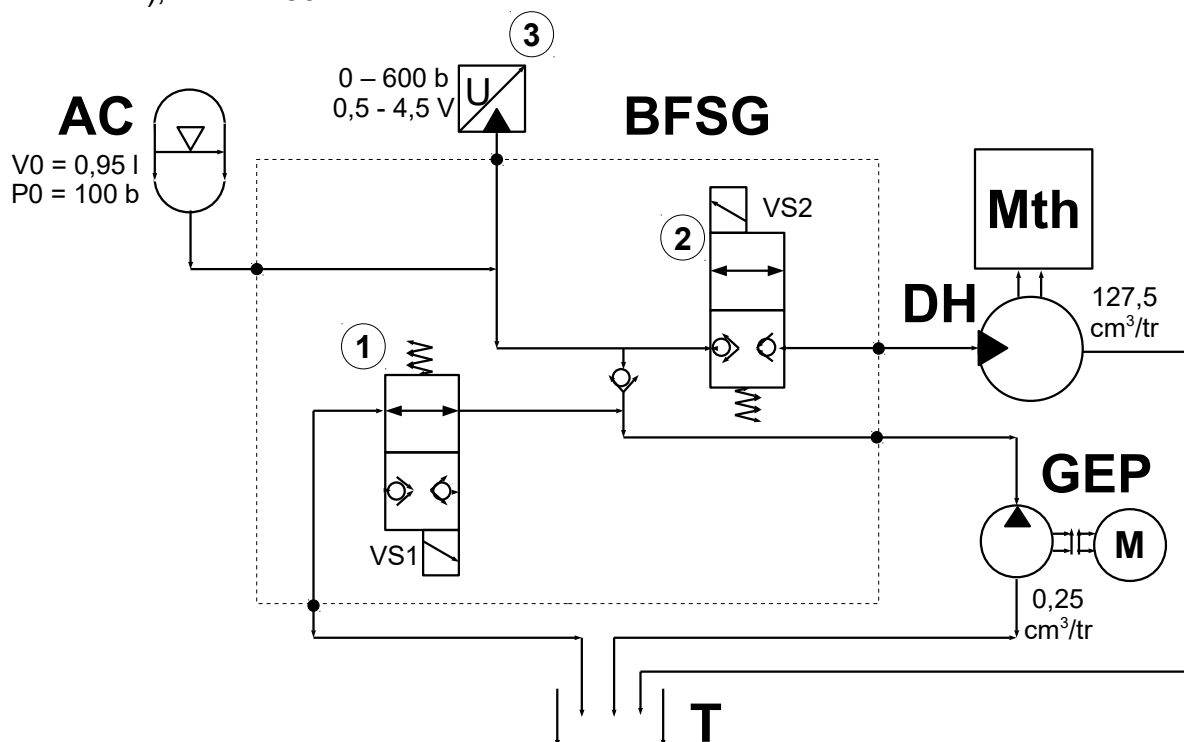 3
0 – 600 b
0,5 - 4,5 V
U
AC
BFSG
V0 = 0,95 l
P0 = 100 b
Mth
VS2
2
DH
127,5
cm³/tr
1
GEP
M
VS1
0,25
cm³/tr
T